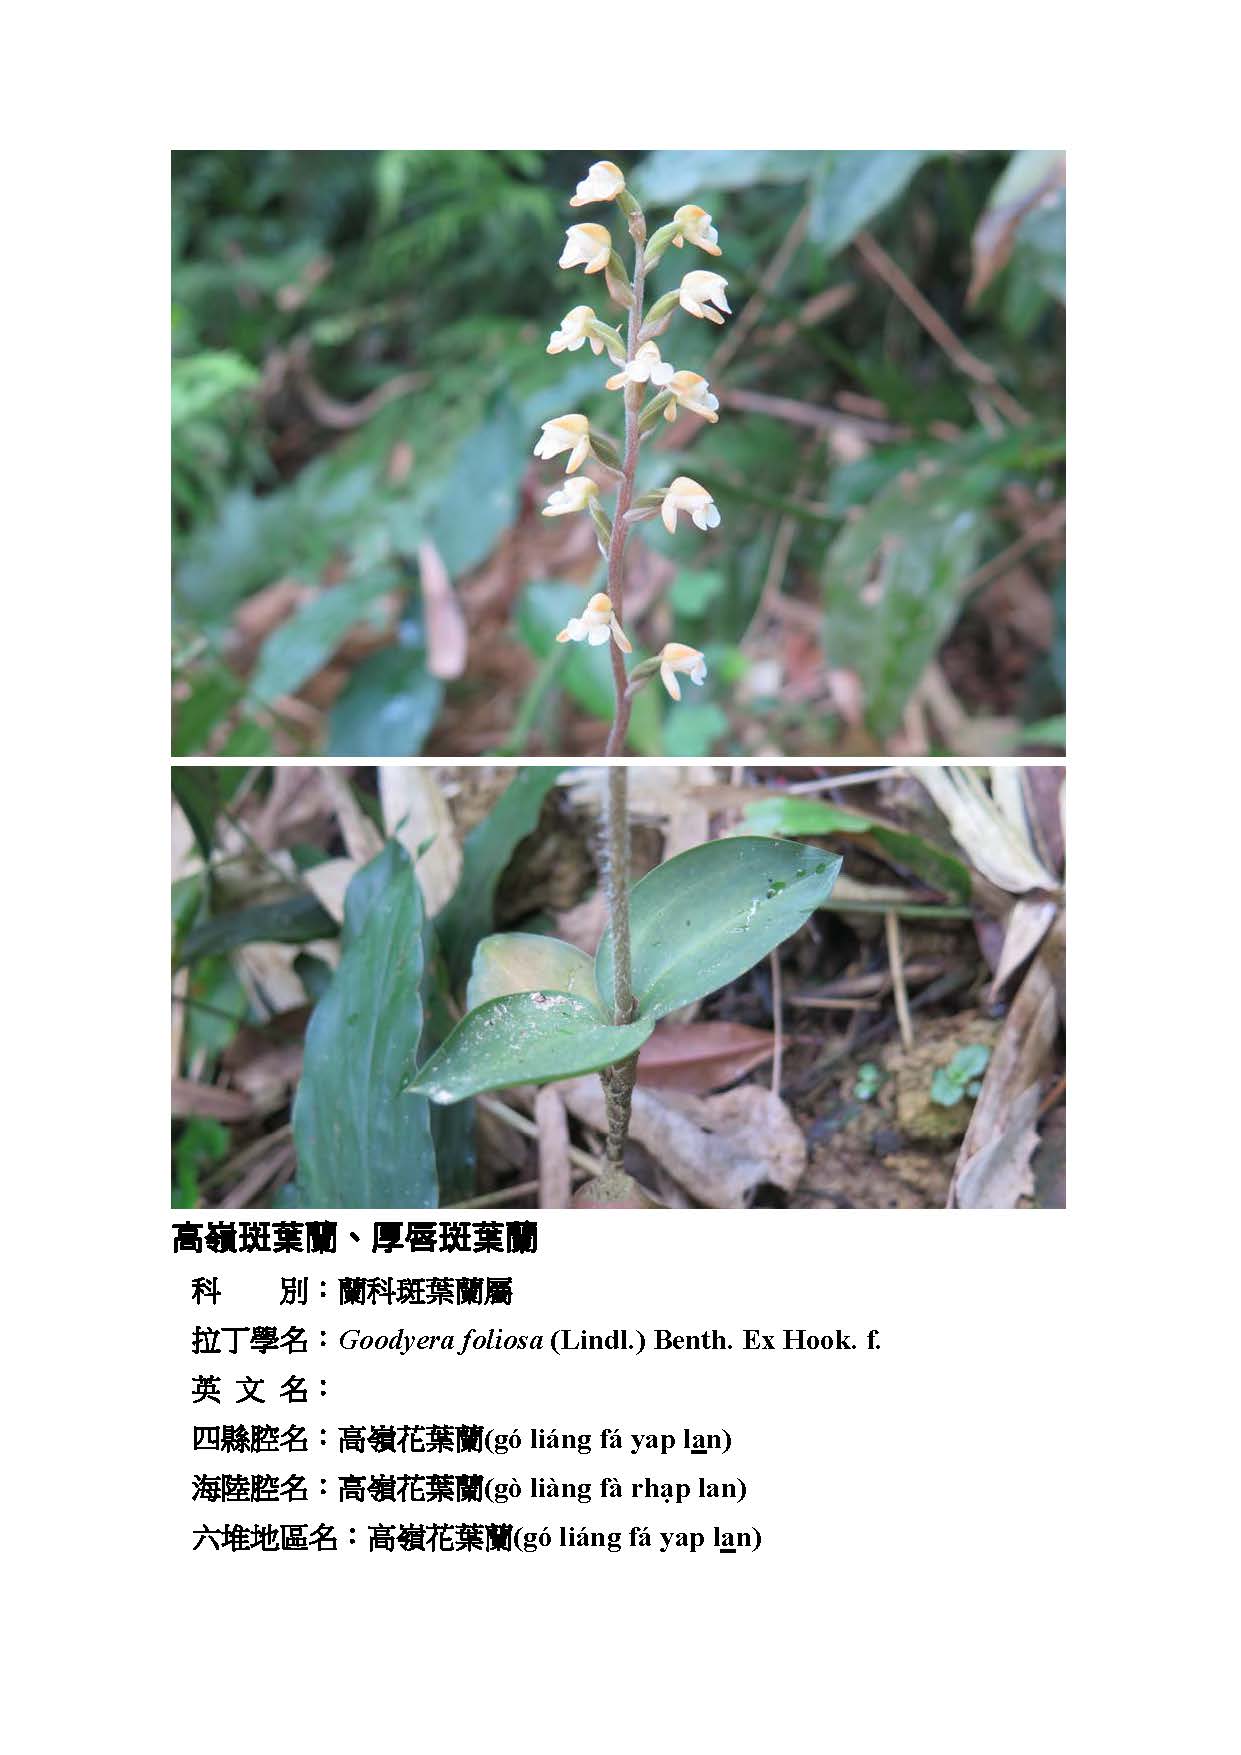 高嶺斑葉蘭、厚唇斑葉蘭
科　　別：蘭科斑葉蘭屬
拉丁學名：Goodyera foliosa (Lindl.) Benth. Ex Hook. f.
英 文 名：
四縣腔名：高嶺花葉蘭(gó liáng fá yap la̲n)
海陸腔名：高嶺花葉蘭(gò liàng fà rhạp lan)
六堆地區名：高嶺花葉蘭(gó liáng fá yap la̲n)